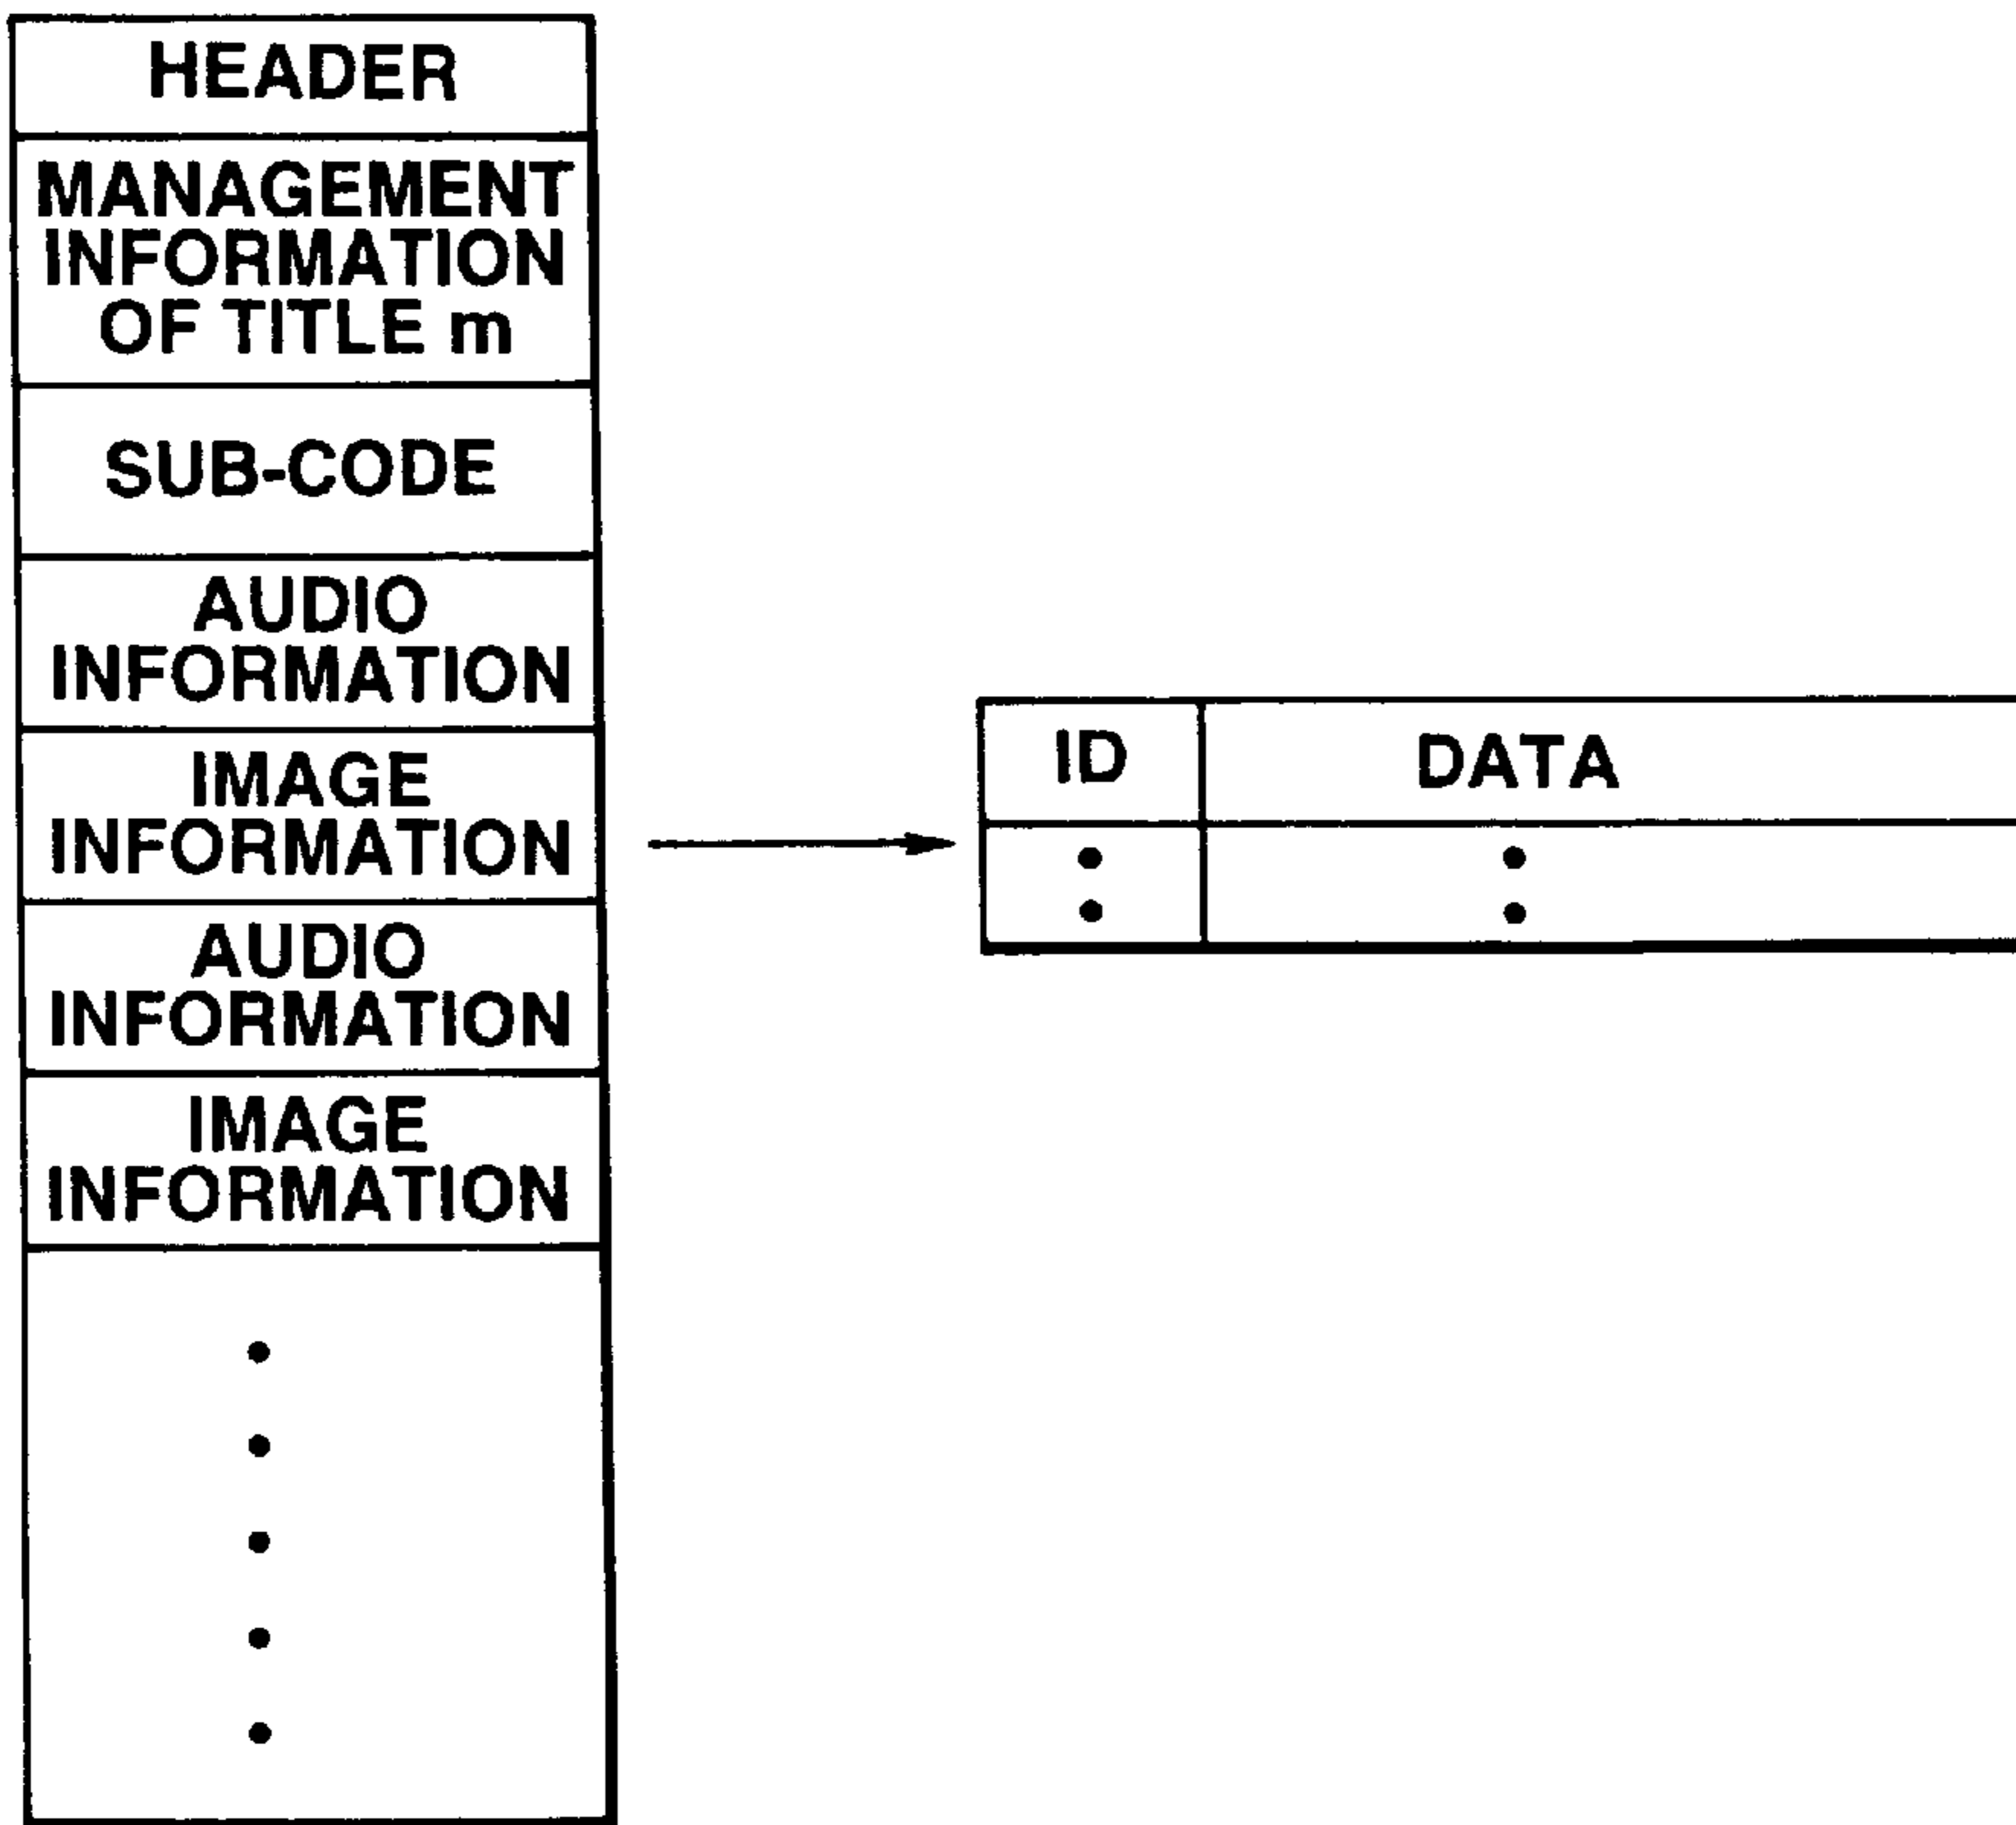 HEADER
MANAGEMENT
INFORMATION
OF TITLE m
SUB-CODE
AUDIO
INFORMATION
IMAGE
INFORMATION
AUDIO
INFORMATION
IMAGE
INFORMATION
ID DATA